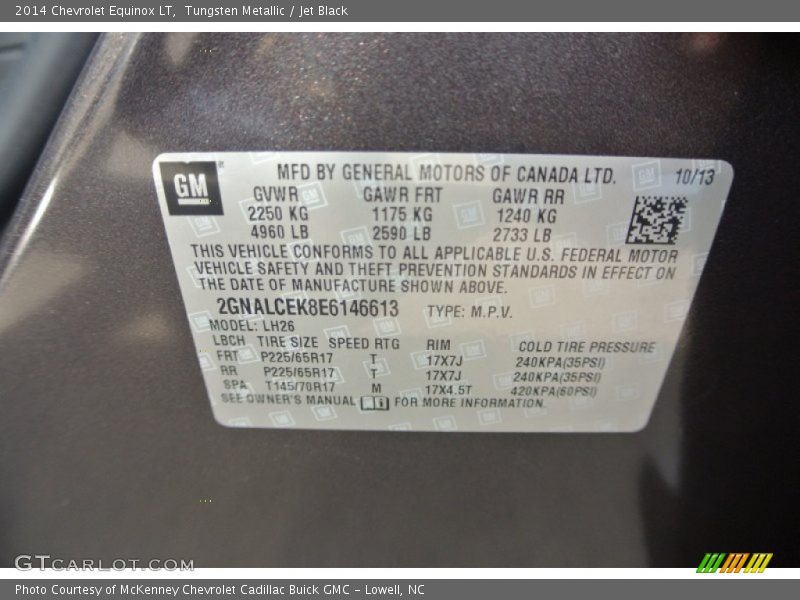 2014 Chevrolet Equinox LT, Tungsten Metallic / Jet Black
GM
MFD BY GENERAL MOTORS OF CANADA LTD. 10/13
GVWR GAWR FRT GAWR RR
2250 KG 1175 KG 1240 KG
4960 LB 2590 LB 2733 LB
THIS VEHICLE CONFORMS TO ALL APPLICABLE U.S. FEDERAL MOTOR
VEHICLE SAFETY AND THEFT PREVENTION STANDARDS IN EFFECT ON
THE DATE OF MANUFACTURE SHOWN ABOVE.
2GNALCEK8E6146613 TYPE: M.P.V.
MODEL: LH26
LBCH TIRE SIZE SPEED RTG RIM COLD TIRE PRESSURE
FRT P225/65R17 T 17X7J 240KPA(35PSI)
RR P225/65R17 T 17X7J 240KPA(35PSI)
SPA T145/70R17 M 17X4.5T 420KPA(60PSI)
SEE OWNER'S MANUAL FOR MORE INFORMATION.
GTCarLot.com
Photo Courtesy of McKenney Chevrolet Cadillac Buick GMC - Lowell, NC